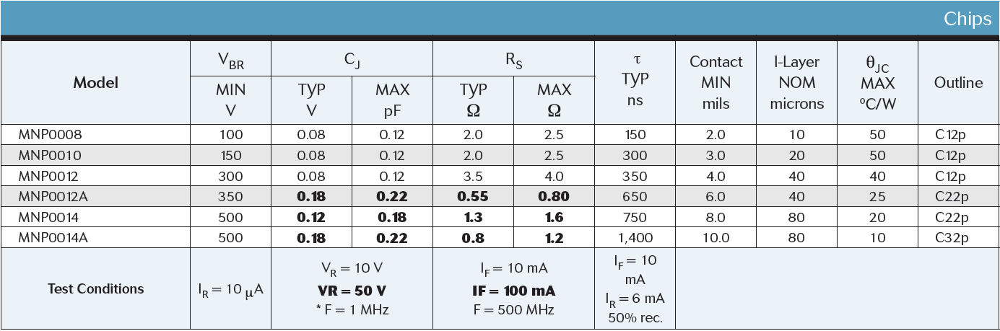 Chips
Model V_BR C_J R_S τ TYP ns Contact MIN mils I-Layer NOM microns θ_JC MAX ºC/W Outline
MIN V TYP V MAX pF TYP Ω MAX Ω
MNP0008 100 0.08 0.12 2.0 2.5 150 2.0 10 50 C12p
MNP0010 150 0.08 0.12 2.0 2.5 300 3.0 20 50 C12p
MNP0012 300 0.08 0.12 3.5 4.0 350 4.0 40 40 C12p
MNP0012A 350 0.18 0.22 0.55 0.80 650 6.0 40 25 C22p
MNP0014 500 0.12 0.18 1.3 1.6 750 8.0 80 20 C22p
MNP0014A 500 0.18 0.22 0.8 1.2 1,400 10.0 80 10 C32p
Test Conditions
I_R = 10 µA
V_R = 10 V
VR = 50 V
* F = 1 MHz
I_F = 10 mA
IF = 100 mA
F = 500 MHz
I_F = 10
mA
I_R = 6 mA
50% rec.